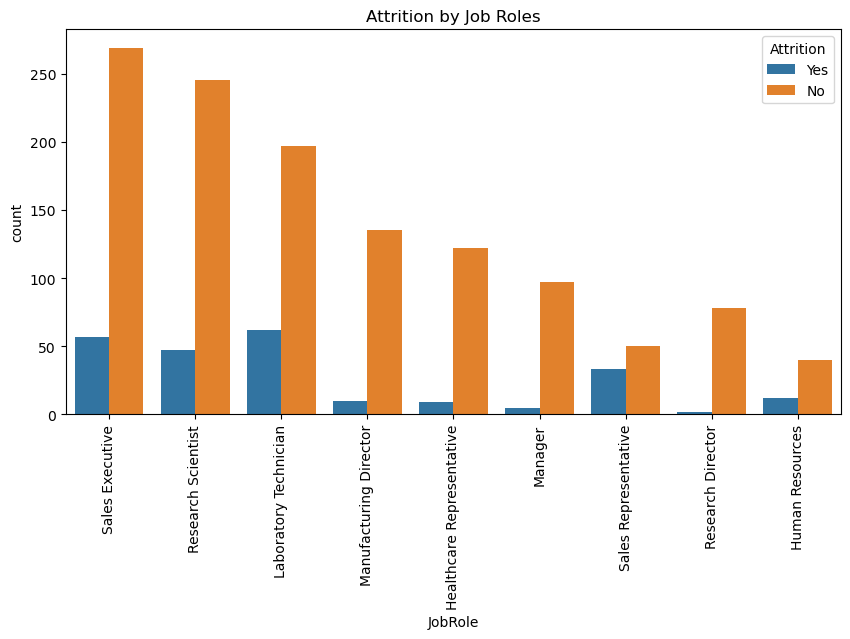 Attrition by Job Roles
Attrition
Yes
No
count
250
200
150
100
50
0
Sales Executive
Research Scientist
Laboratory Technician
Manufacturing Director
Healthcare Representative
Manager
Sales Representative
Research Director
Human Resources
JobRole